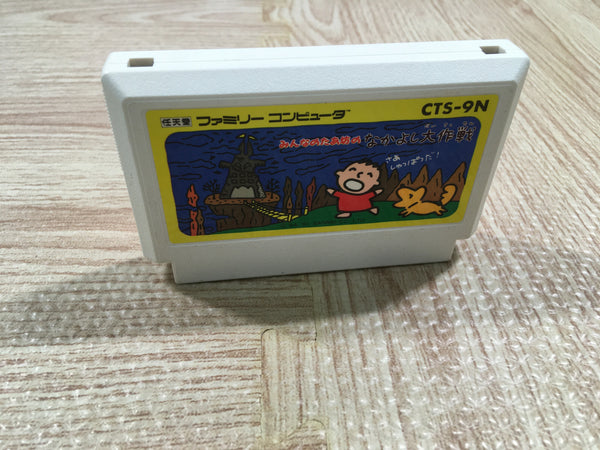 任天堂 ファミリー コンピュータ™ CTS-9N
みんなのたあ坊の なかよし大作戦
さあ
しゅっぱつだ!